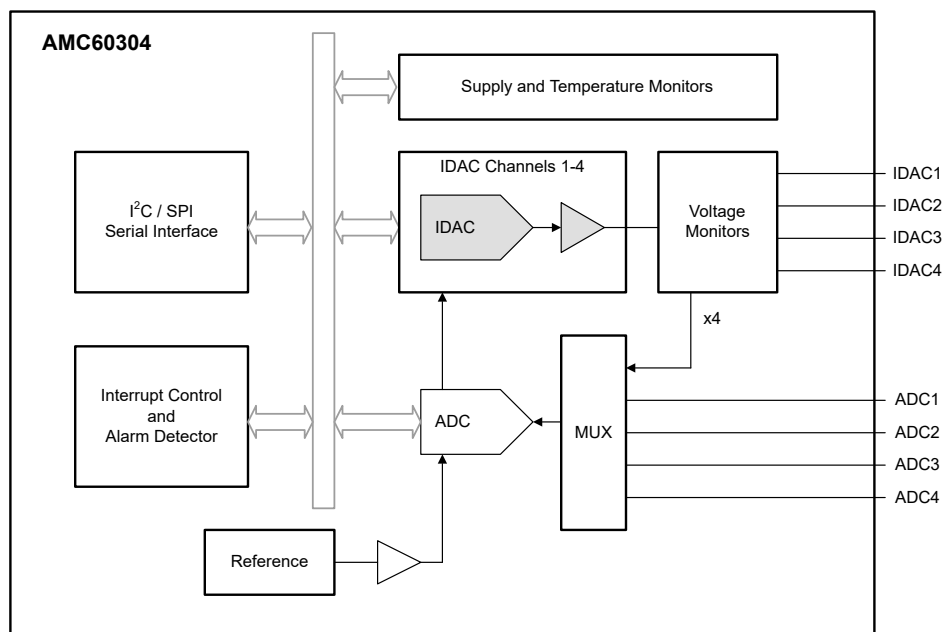 AMC60304
Supply and Temperature Monitors
I²C / SPI
Serial Interface
IDAC Channels 1-4
IDAC
Voltage
Monitors
IDAC1
IDAC2
IDAC3
IDAC4
x4
Interrupt Control
and
Alarm Detector
ADC
MUX
ADC1
ADC2
ADC3
ADC4
Reference